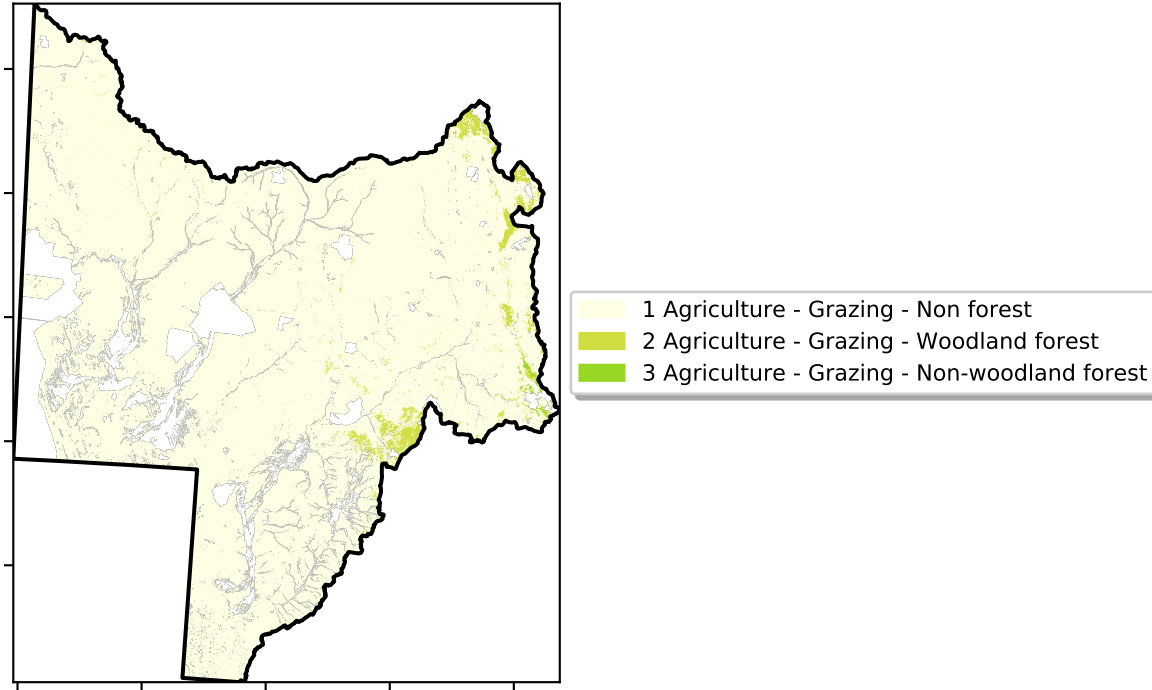 1 Agriculture - Grazing - Non forest
2 Agriculture - Grazing - Woodland forest
3 Agriculture - Grazing - Non-woodland forest